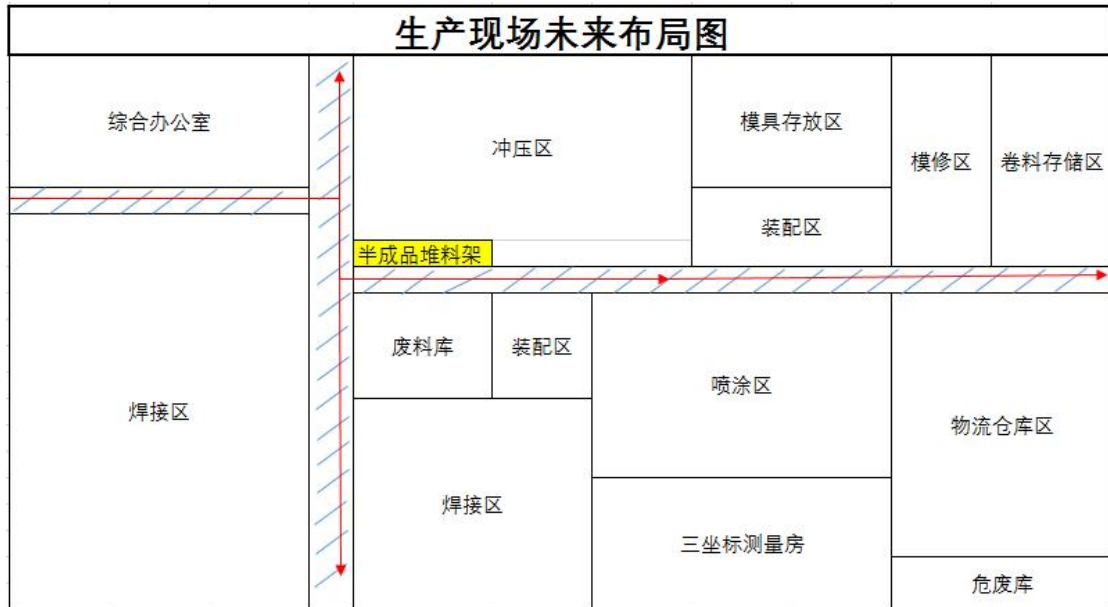 生产现场未来布局图
综合办公室
冲压区
模具存放区
模修区
卷料存储区
装配区
半成品堆料架
废料库
装配区
喷涂区
焊接区
物流仓库区
焊接区
三坐标测量房
危废库